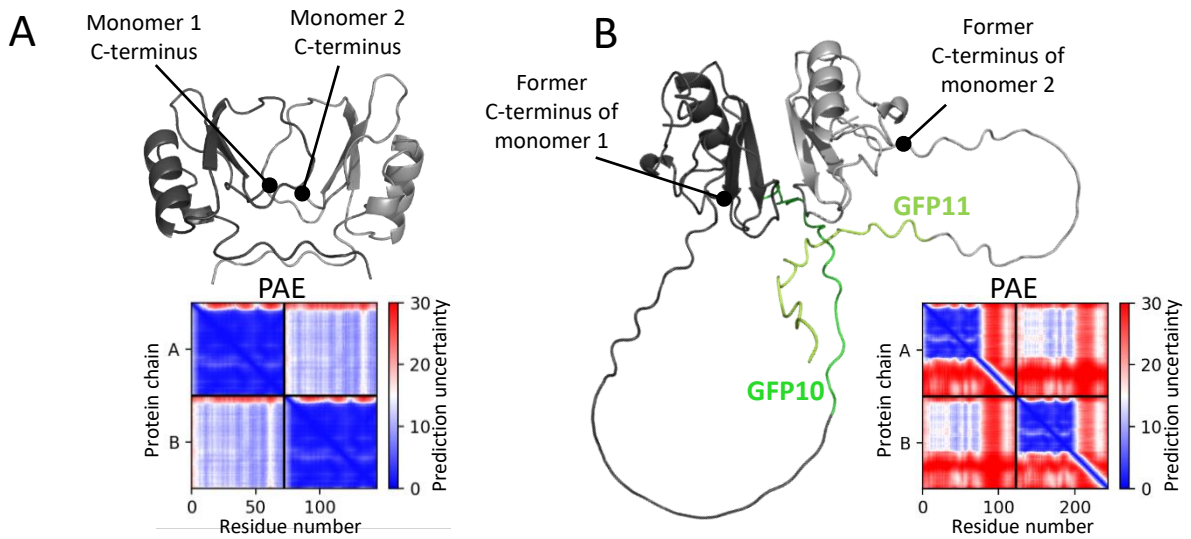 A
Monomer 1
C-terminus
Monomer 2
C-terminus
PAE
30
20
10
0
Prediction uncertainty
Protein chain
A
B
0
50
100
Residue number
B
Former
C-terminus of
monomer 1
Former
C-terminus of
monomer 2
GFP11
GFP10
PAE
30
20
10
0
Prediction uncertainty
Protein chain
A
B
0
100
200
Residue number